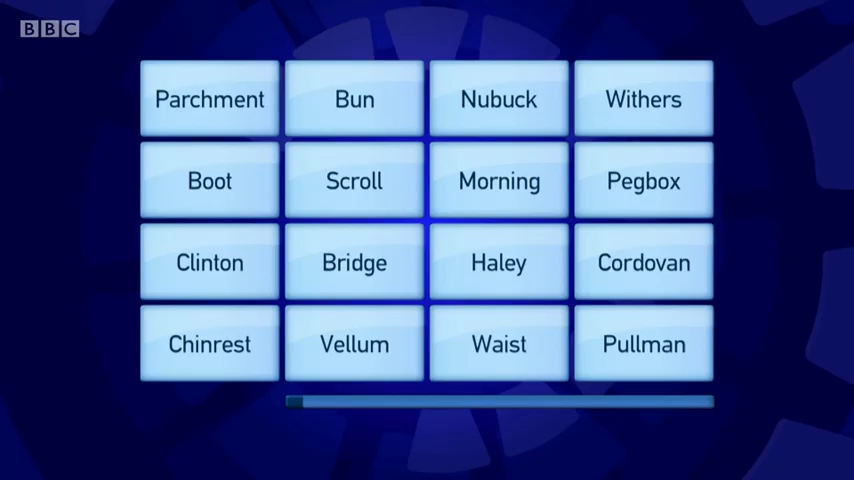 BBC
Parchment Bun Nubuck Withers
Boot Scroll Morning Pegbox
Clinton Bridge Haley Cordovan
Chinrest Vellum Waist Pullman